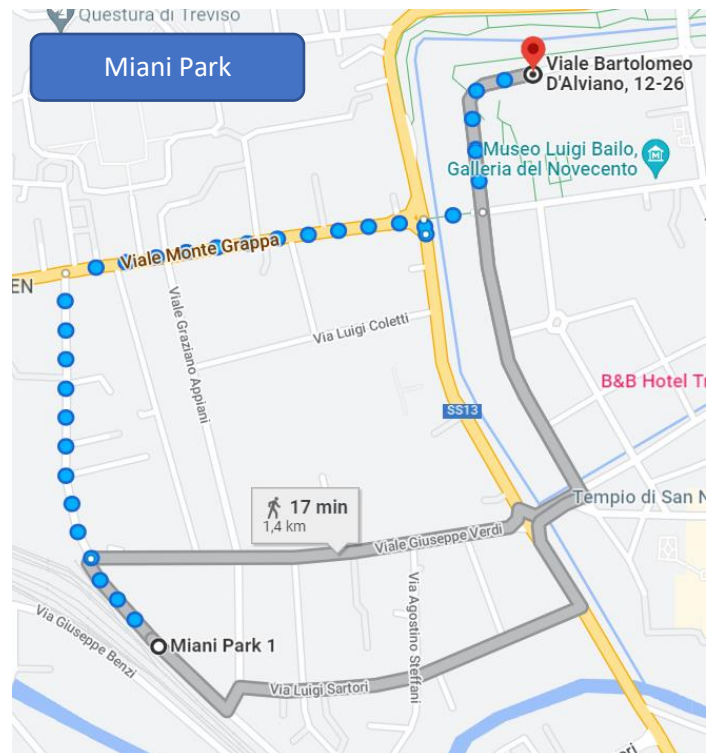 Questura di Treviso
Miani Park
Viale Bartolomeo
D'Alviano, 12-26
Museo Luigi Bailo,
Galleria del Novecento
Viale Monte Grappa
EN
Viale Graziano Appiani
Via Luigi Coletti
B&B Hotel Tr
SS13
17 min
1,4 km
Tempio di San N
Viale Giuseppe Verdi
Via Agostino Steffani
Via Giuseppe Benzi
Miani Park 1
Via Luigi Sartori